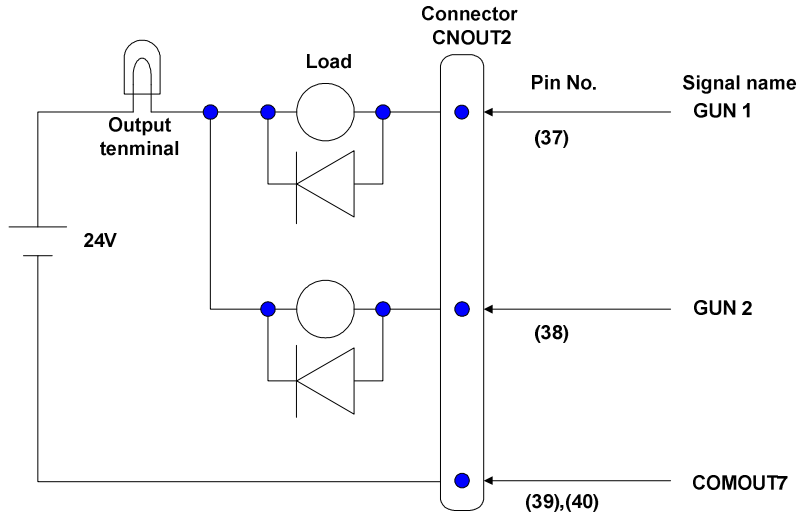 Connector
CNOUT2
Load
Pin No.
Signal name
GUN 1
Output
tenminal
(37)
24V
GUN 2
(38)
COMOUT7
(39),(40)